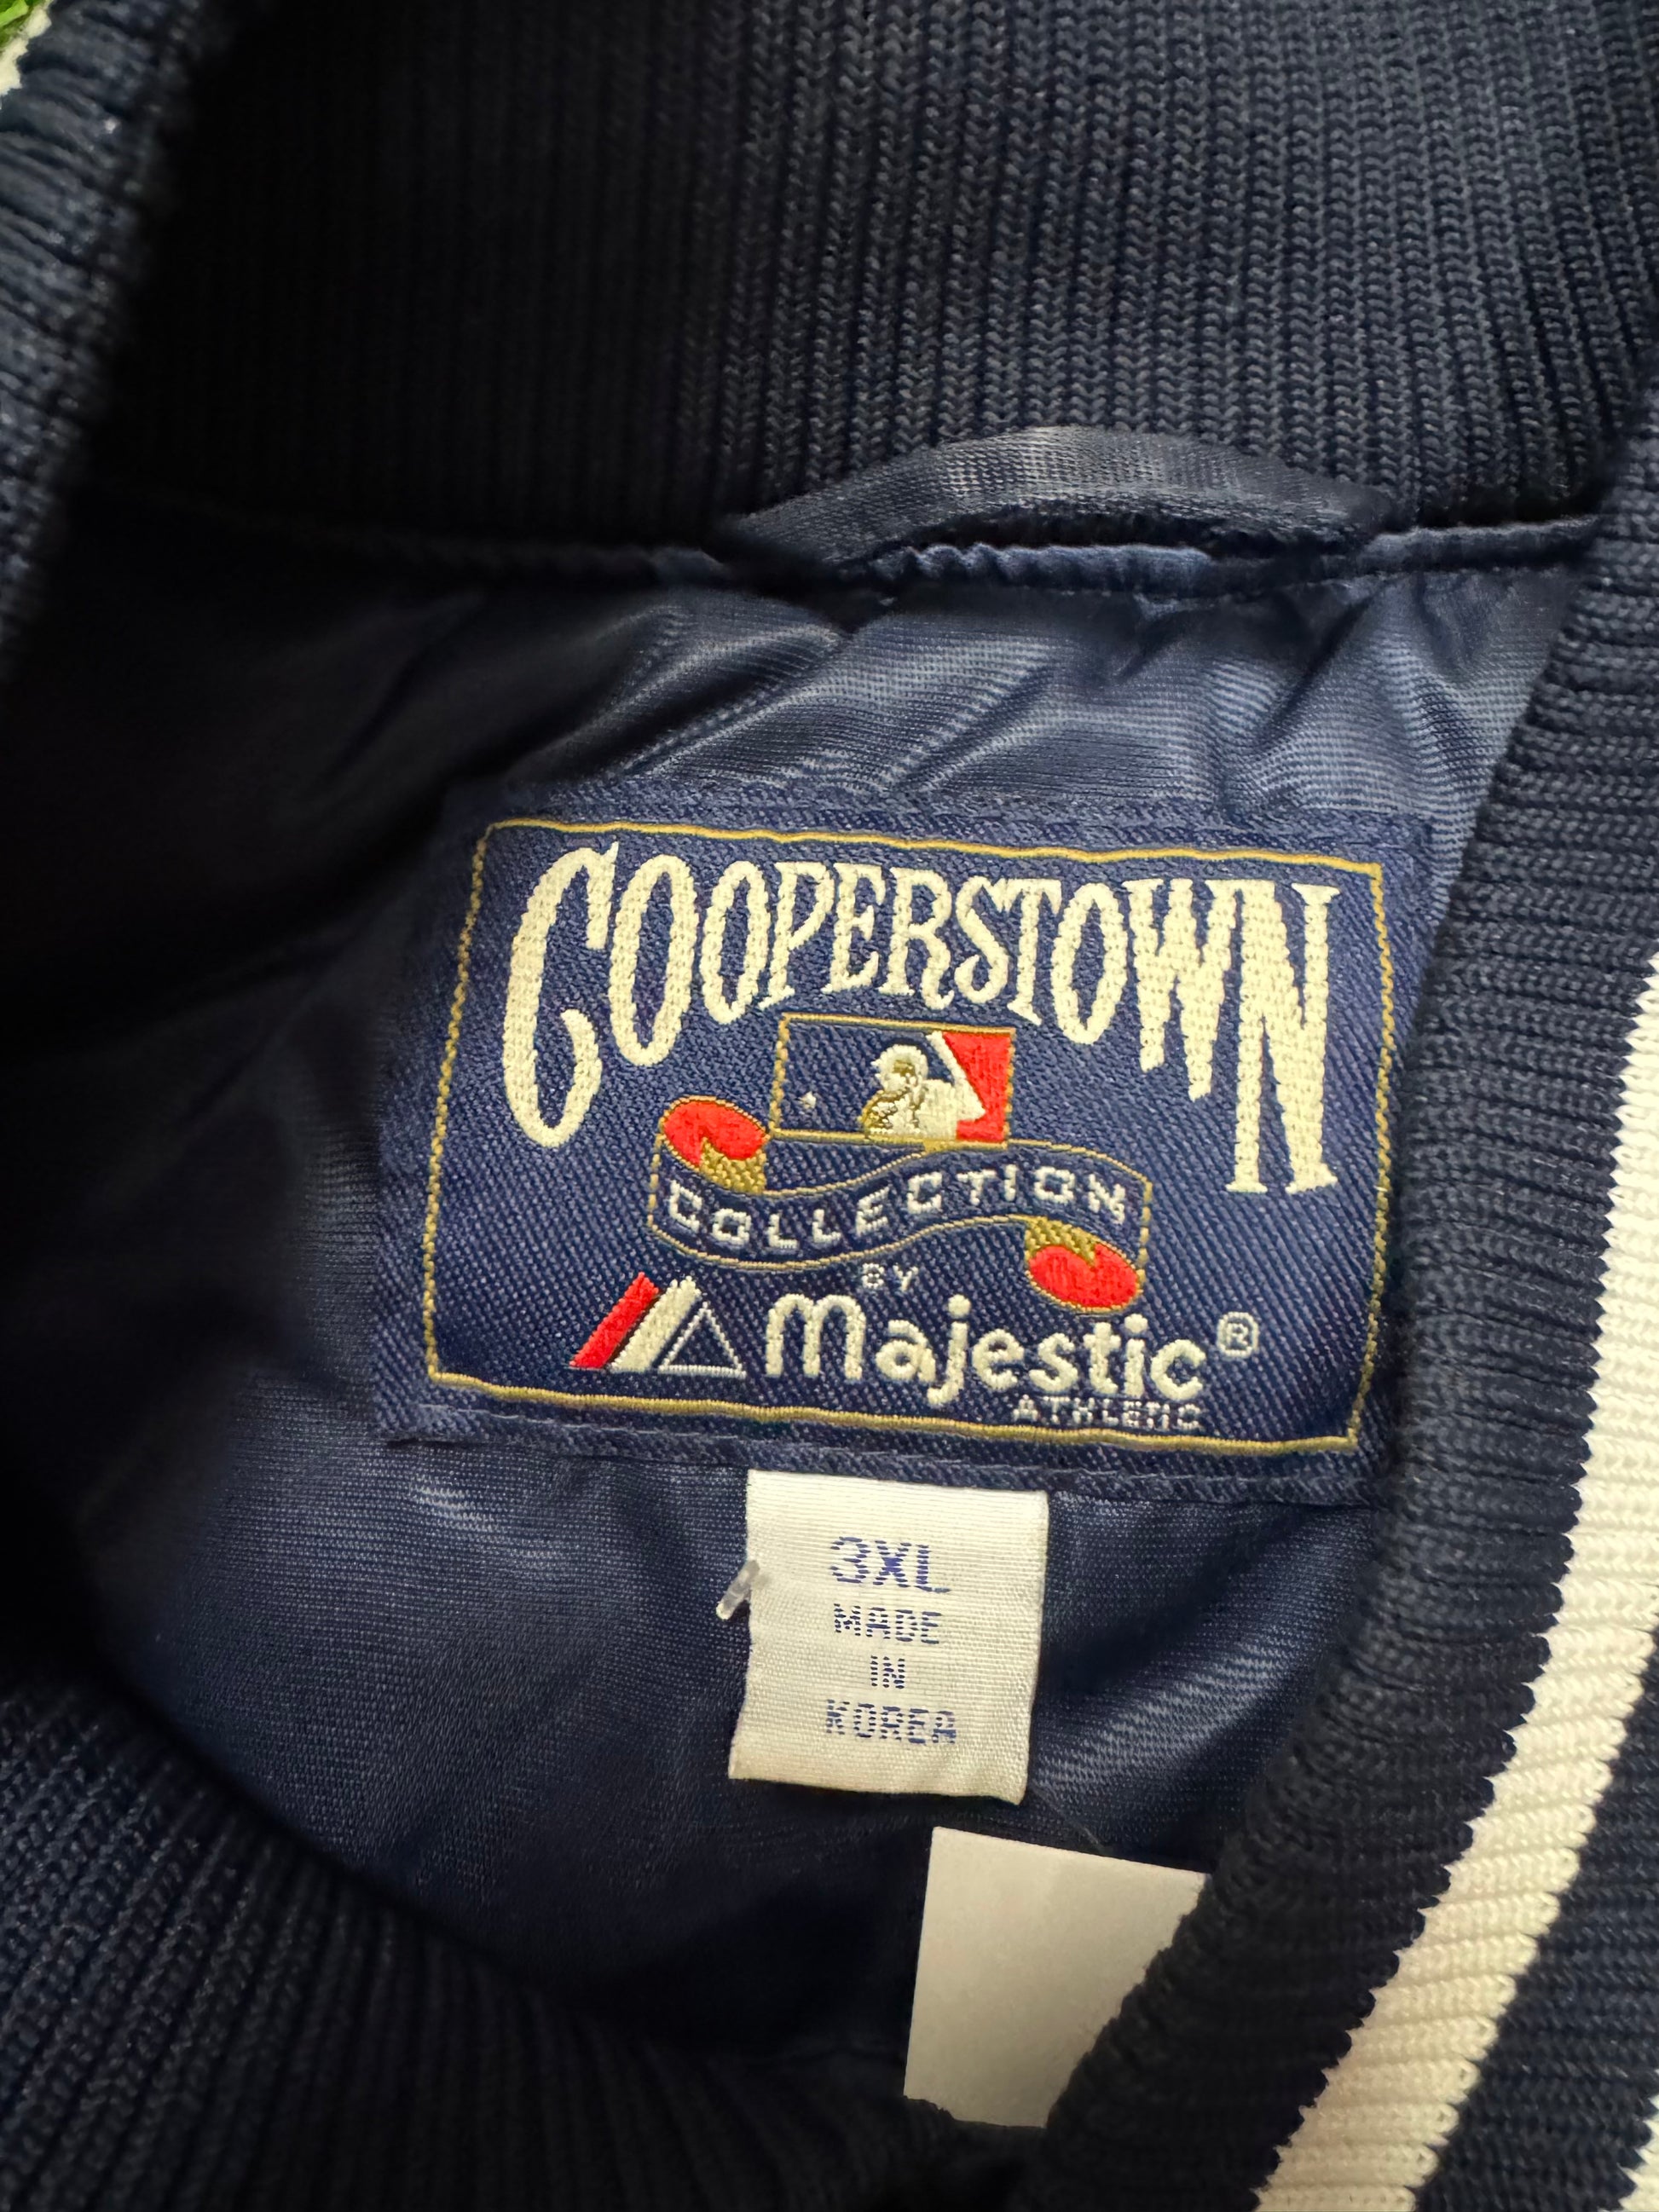 COOPERSTOWN
COLLECTION
BY
Majestic®
ATHLETIC
3XL
MADE
IN
KOREA